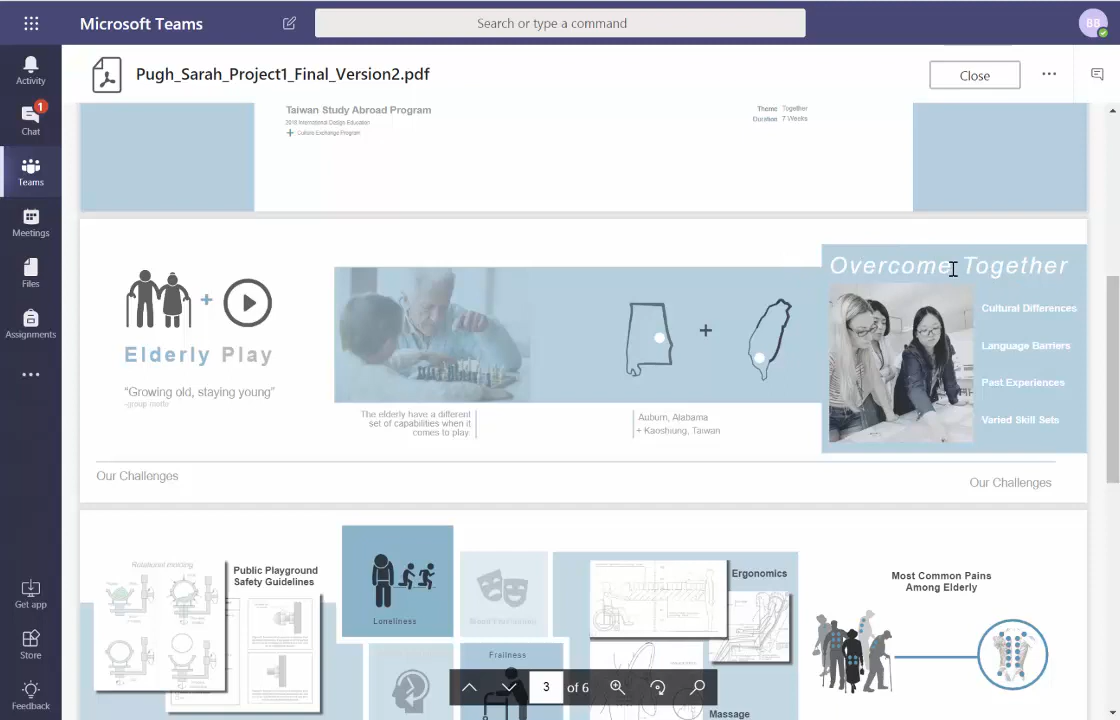 Microsoft Teams
Search or type a command
BB
Activity
1
Chat
Teams
Meetings
Files
Assignments
Get app
Store
Feedback
Pugh_Sarah_Project1_Final_Version2.pdf
Close
Taiwan Study Abroad Program
2018 International Design Education
+ Culture Exchange Program
Theme Together
Duration 7 Weeks
Elderly Play
"Growing old, staying young"
-group motto
The elderly have a different
set of capabilities when it
comes to play.
+
+
Auburn, Alabama
+ Kaoshiung, Taiwan
Overcome Together
Cultural Differences
Language Barriers
Past Experiences
Varied Skill Sets
Our Challenges
Our Challenges
Rotational molding
Public Playground
Safety Guidelines
Loneliness
Frailness
Ergonomics
Massage
Most Common Pains
Among Elderly
3 of 6